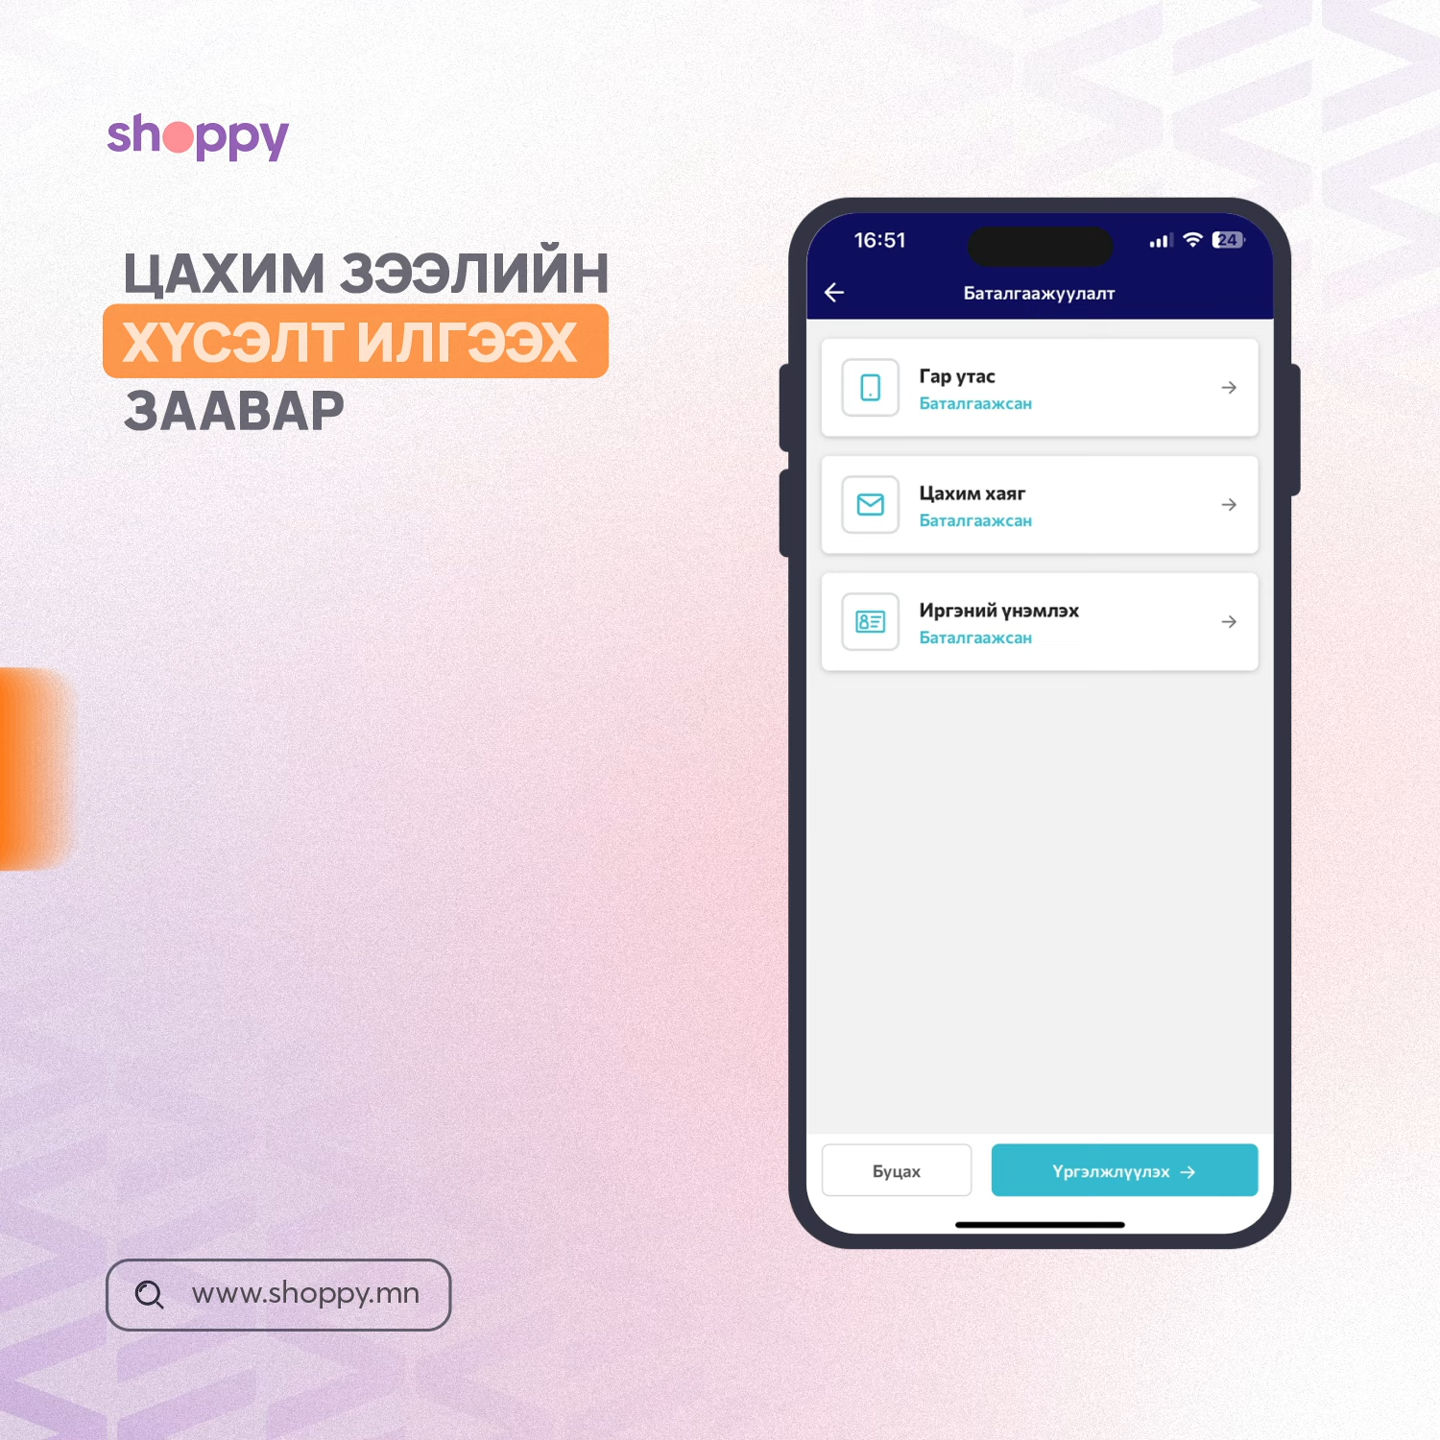 shoppy
ЦАХИМ ЗЭЭЛИЙН
ХҮСЭЛТ ИЛГЭЭХ
ЗААВАР
16:51
24
Баталгаажуулалт
Гар утас
Баталгаажсан
Цахим хаяг
Баталгаажсан
Иргэний үнэмлэх
Баталгаажсан
Буцах
Үргэлжлүүлэх
www.shoppy.mn